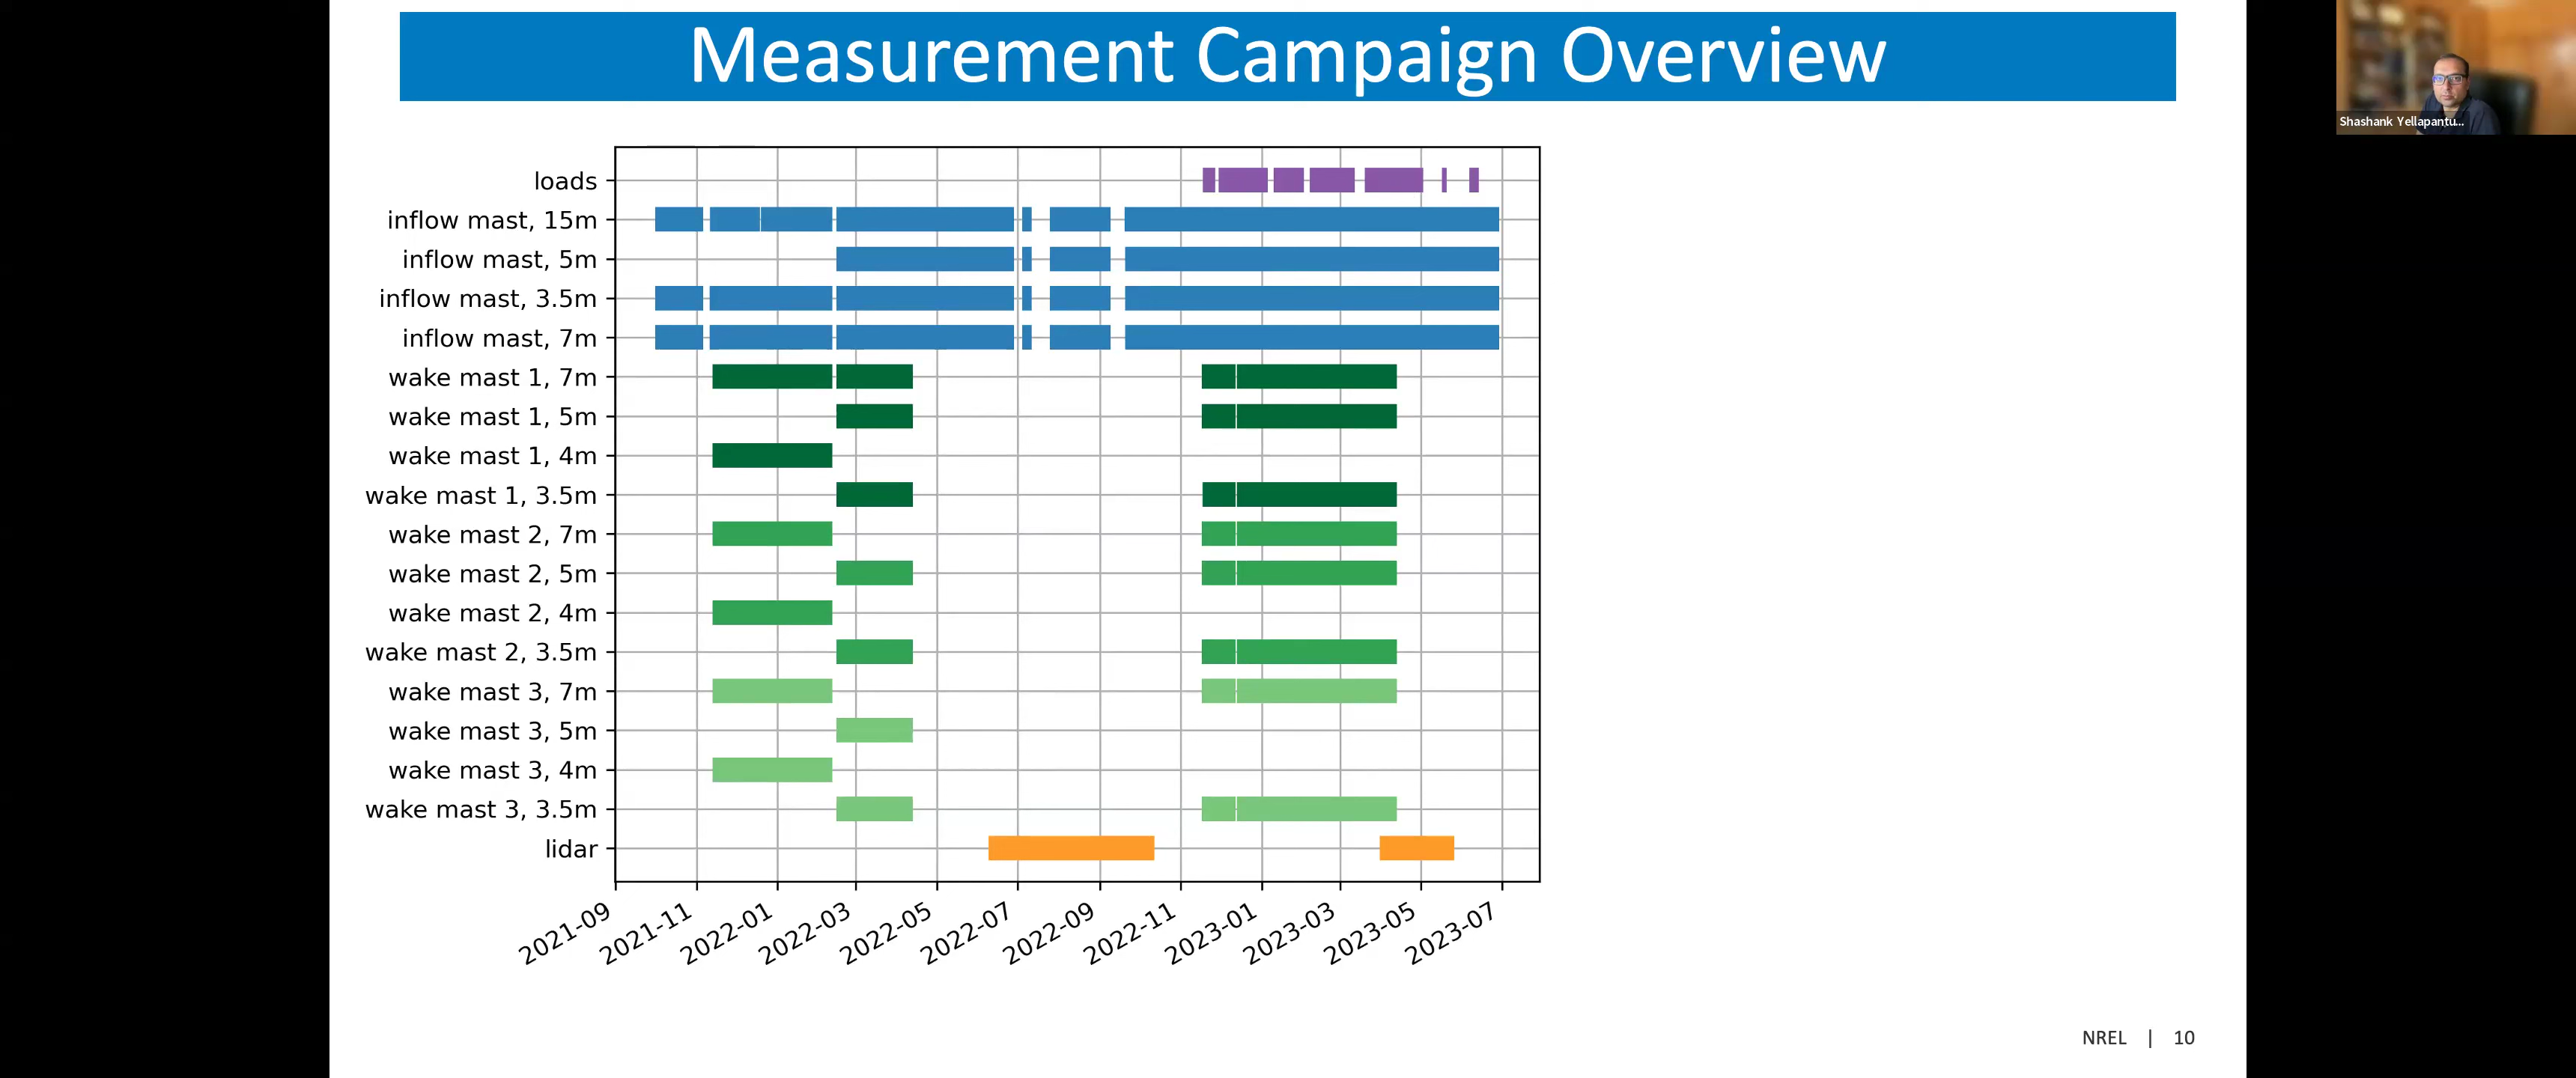 Measurement Campaign Overview
Shashank Yellapantu...
loads
inflow mast, 15m
inflow mast, 5m
inflow mast, 3.5m
inflow mast, 7m
wake mast 1, 7m
wake mast 1, 5m
wake mast 1, 4m
wake mast 1, 3.5m
wake mast 2, 7m
wake mast 2, 5m
wake mast 2, 4m
wake mast 2, 3.5m
wake mast 3, 7m
wake mast 3, 5m
wake mast 3, 4m
wake mast 3, 3.5m
lidar
2021-09
2021-11
2022-01
2022-03
2022-05
2022-07
2022-09
2022-11
2023-01
2023-03
2023-05
2023-07
NREL | 10